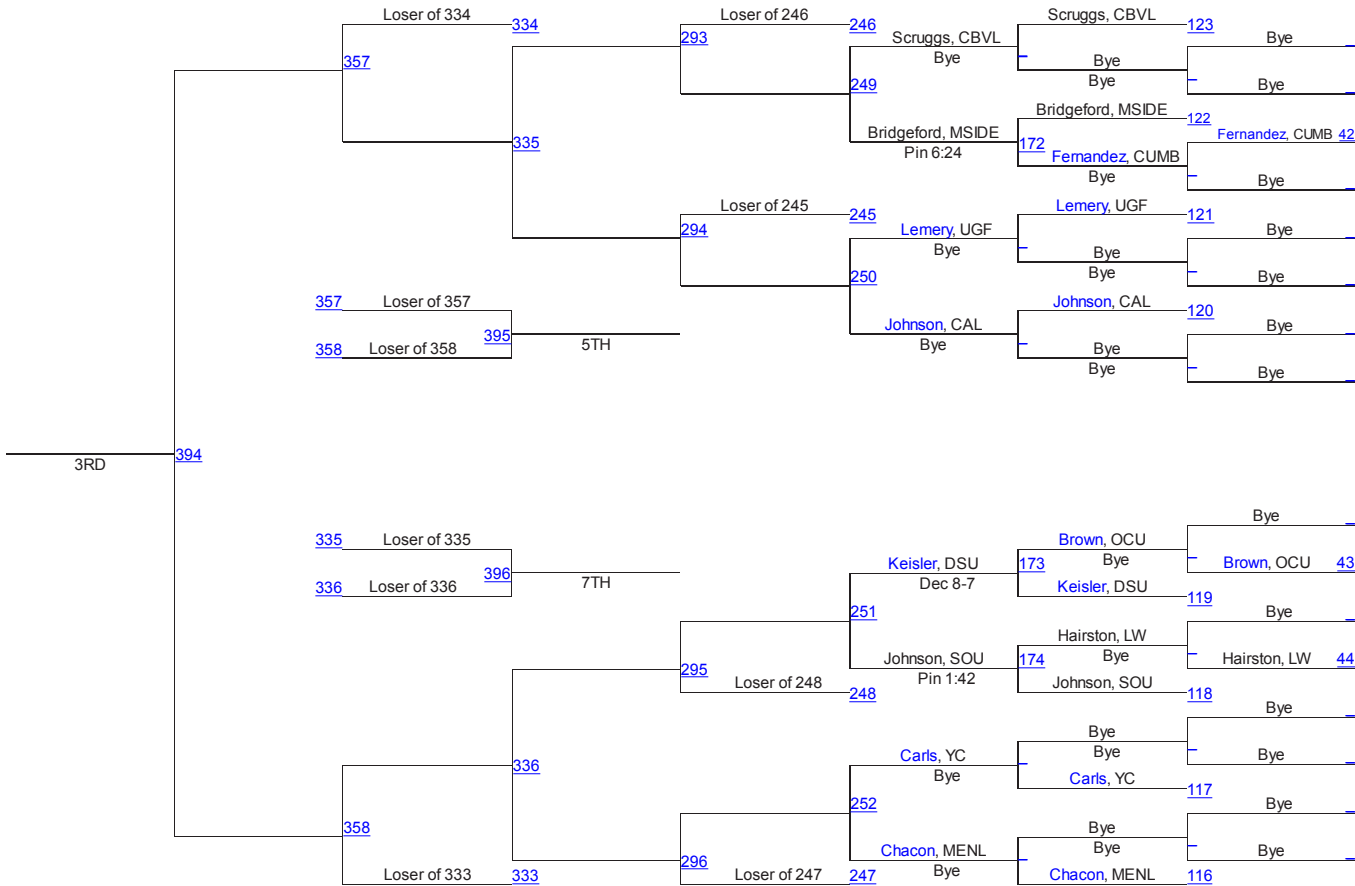 Loser of 334 334 Loser of 246 246 Scruggs, CBVL 123
293 Scruggs, CBVL Bye
357 Bye
Bye Bye
249 Bye
Bridgeford, MSIDE 122
Bridgeford, MSIDE Fernandez, CUMB 42
335 Pin 6:24 172
Fernandez, CUMB
Bye Bye
Loser of 245 245 Lemery, UGF 121
294 Lemery, UGF Bye
Bye Bye
Bye
250 Bye
357 Loser of 357 Johnson, CAL 120
395 Johnson, CAL Bye
358 Loser of 358 5TH Bye Bye
Bye Bye
394
3RD
Bye
335 Loser of 335 Brown, OCU
Keisler, DSU 173 Bye Brown, OCU 43
396 Dec 8-7
336 Loser of 336 7TH Keisler, DSU 119
251 Bye
Hairston, LW
Johnson, SOU 174 Bye Hairston, LW 44
295 Pin 1:42
Loser of 248 248 Johnson, SOU 118
Bye
Bye
336 Carls, YC Bye Bye
Bye Carls, YC 117
252 Bye
358 Bye
Chacon, MENL Bye Bye
296 Bye
Loser of 333 333 Loser of 247 247 Chacon, MENL 116